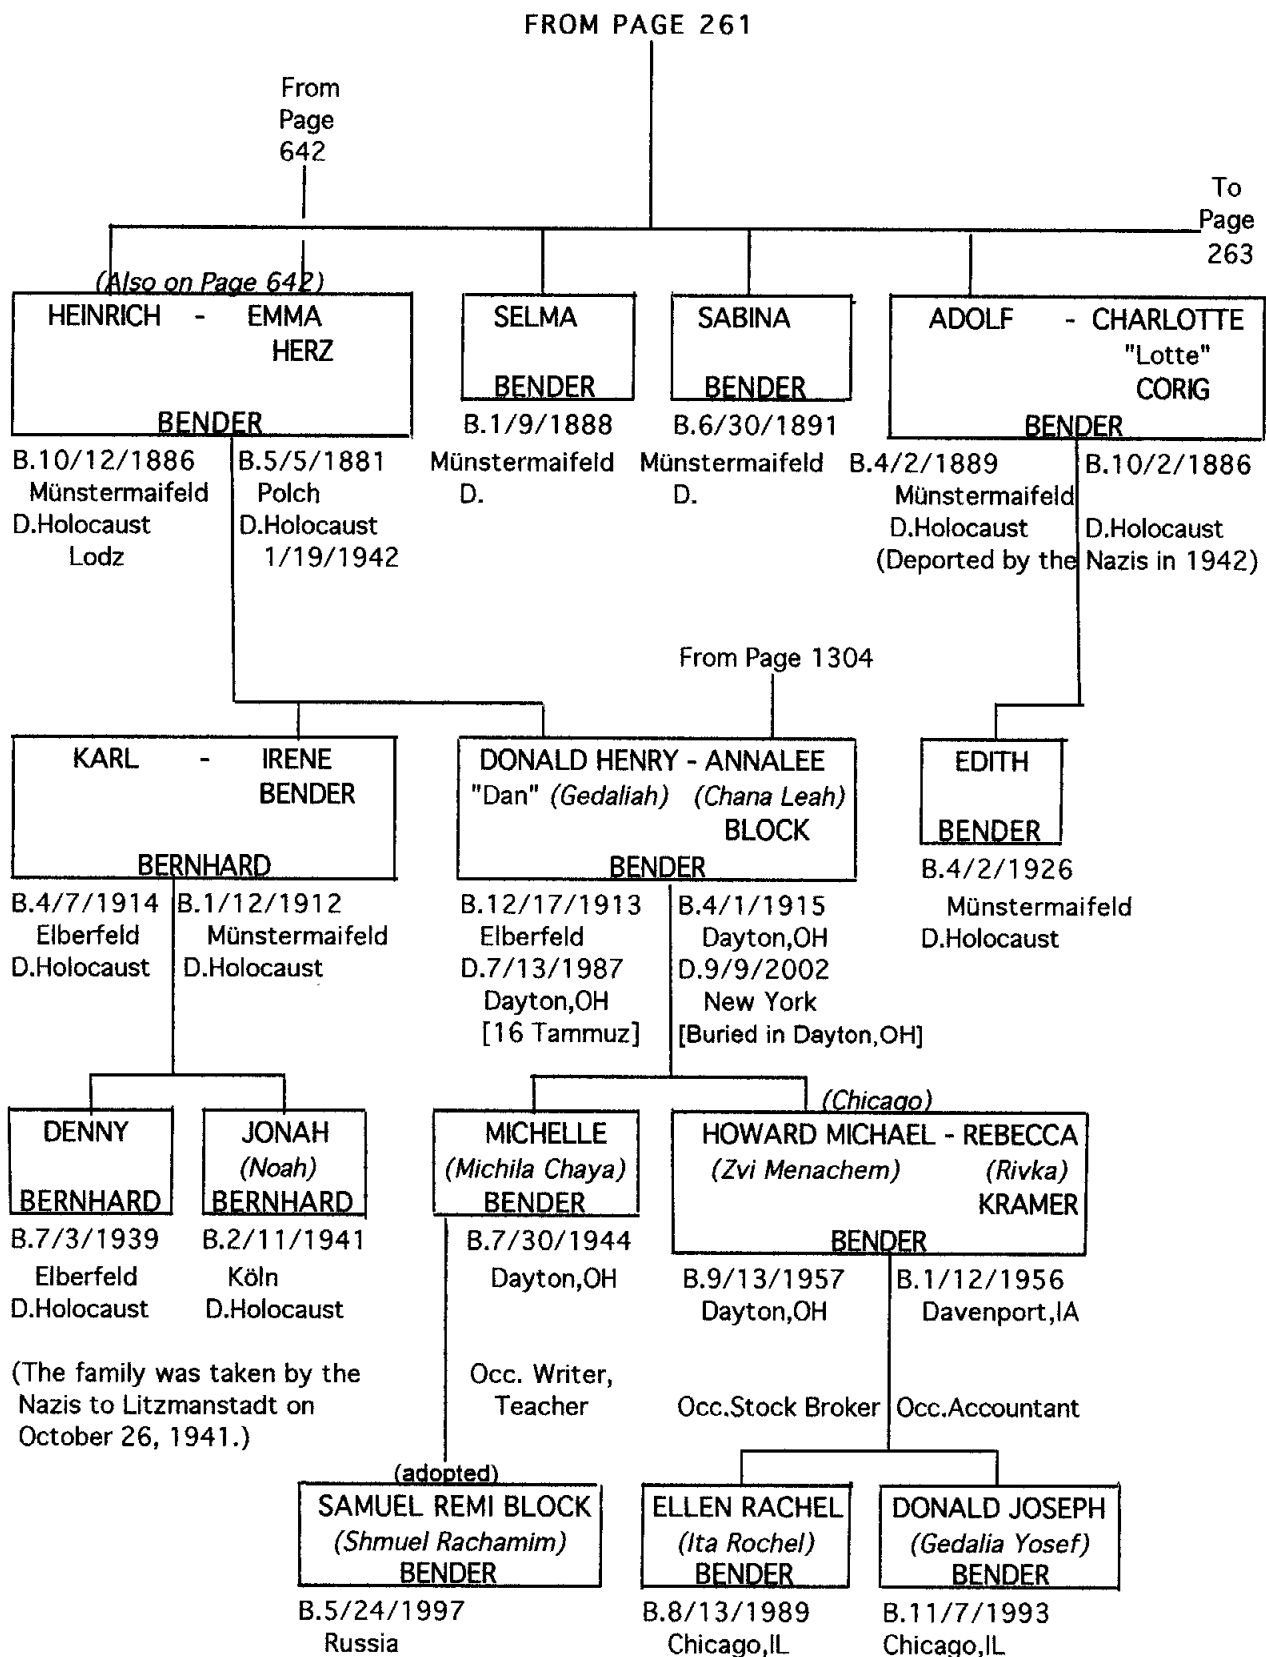 FROM PAGE 261
From
Page
642
To
Page
263
(Also on Page 642)
HEINRICH - EMMA
HERZ
BENDER
B.10/12/1886
Münstermaifeld
D.Holocaust
Lodz
B.5/5/1881
Polch
D.Holocaust
1/19/1942
SELMA
BENDER
B.1/9/1888
Münstermaifeld
D.
SABINA
BENDER
B.6/30/1891
Münstermaifeld
D.
ADOLF - CHARLOTTE
"Lotte"
CORIG
BENDER
B.4/2/1889
Münstermaifeld
D.Holocaust
B.10/2/1886
D.Holocaust
(Deported by the Nazis in 1942)
From Page 1304
KARL - IRENE
BENDER
BERNHARD
B.4/7/1914
Elberfeld
D.Holocaust
B.1/12/1912
Münstermaifeld
D.Holocaust
DONALD HENRY - ANNALEE
"Dan" (Gedaliah) (Chana Leah)
BLOCK
BENDER
B.12/17/1913
Elberfeld
D.7/13/1987
Dayton,OH
[16 Tammuz]
B.4/1/1915
Dayton,OH
D.9/9/2002
New York
[Buried in Dayton,OH]
EDITH
BENDER
B.4/2/1926
Münstermaifeld
D.Holocaust
DENNY
BERNHARD
B.7/3/1939
Elberfeld
D.Holocaust
JONAH
(Noah)
BERNHARD
B.2/11/1941
Köln
D.Holocaust
(The family was taken by the
Nazis to Litzmanstadt on
October 26, 1941.)
MICHELLE
(Michila Chaya)
BENDER
B.7/30/1944
Dayton,OH
Occ. Writer,
Teacher
(Chicago)
HOWARD MICHAEL - REBECCA
(Zvi Menachem) (Rivka)
KRAMER
BENDER
B.9/13/1957
Dayton,OH
Occ.Stock Broker
B.1/12/1956
Davenport,IA
Occ.Accountant
(adopted)
SAMUEL REMI BLOCK
(Shmuel Rachamim)
BENDER
B.5/24/1997
Russia
ELLEN RACHEL
(Ita Rochel)
BENDER
B.8/13/1989
Chicago,IL
DONALD JOSEPH
(Gedalia Yosef)
BENDER
B.11/7/1993
Chicago,IL